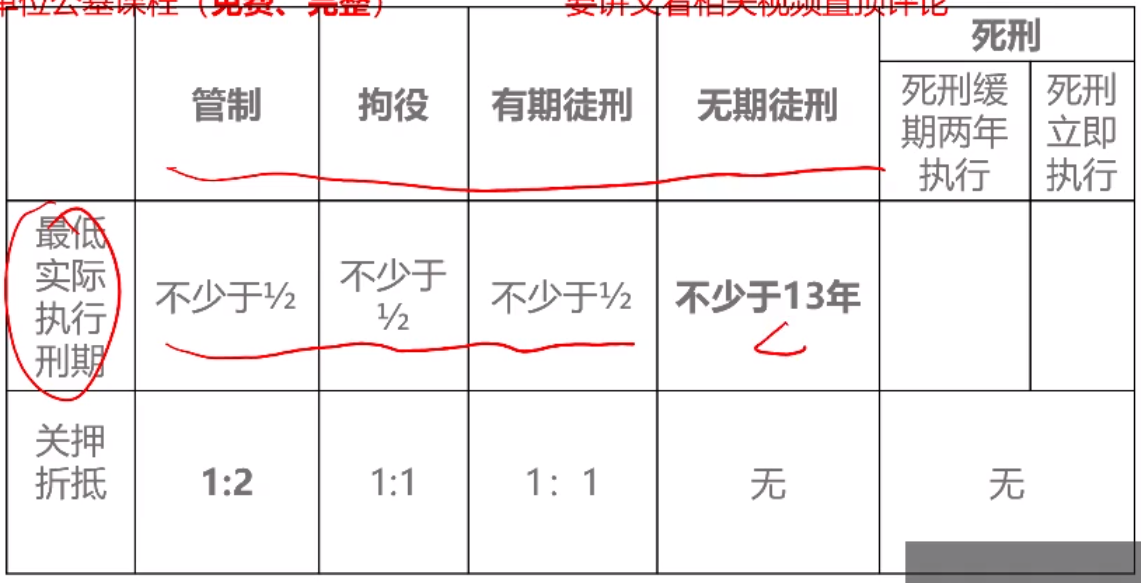 单位公基课程（免费、完整）　　要讲义看相关视频置顶评论
死刑
管制　拘役　有期徒刑　无期徒刑
死刑缓　死刑
期两年　立即
执行　执行
最低
实际
执行
刑期
不少于½　不少于
½　不少于½　不少于13年
关押
折抵
1:2　1:1　1：1　无　无